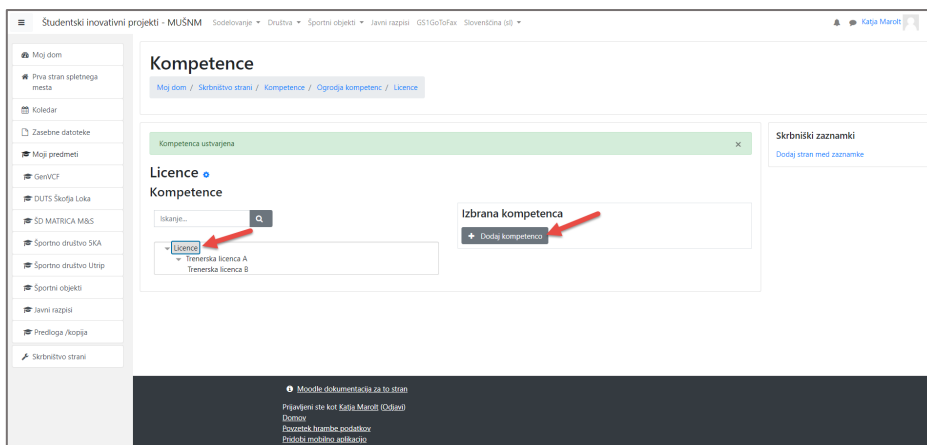 Študentski inovativni projekti - MUŠNM Sodelovanje Društva Športni objekti Javni razpisi GS1GoToFax Slovenščina (sl) Katja Marolt
Moj dom
Prva stran spletnega
mesta
Koledar
Zasebne datoteke
Moji predmeti
GenVCF
DUTS Škofja Loka
ŠD MATRICA M&S
Športno društvo 5KA
Športno društvo Utrip
Športni objekti
Javni razpisi
Predloga /kopija
Skrbništvo strani
Kompetence
Moj dom / Skrbništvo strani / Kompetence / Ogrodja kompetenc / Licence
Kompetenca ustvarjena ×
Licence
Kompetence
Iskanje...
Licence
Trenerska licenca A
Trenerska licenca B
Izbrana kompetenca
+ Dodaj kompetenco
Skrbniški zaznamki
Dodaj stran med zaznamke
Moodle dokumentacija za to stran
Prijavljeni ste kot Katja Marolt (Odjavi)
Domov
Povzetek hrambe podatkov
Pridobi mobilno aplikacijo